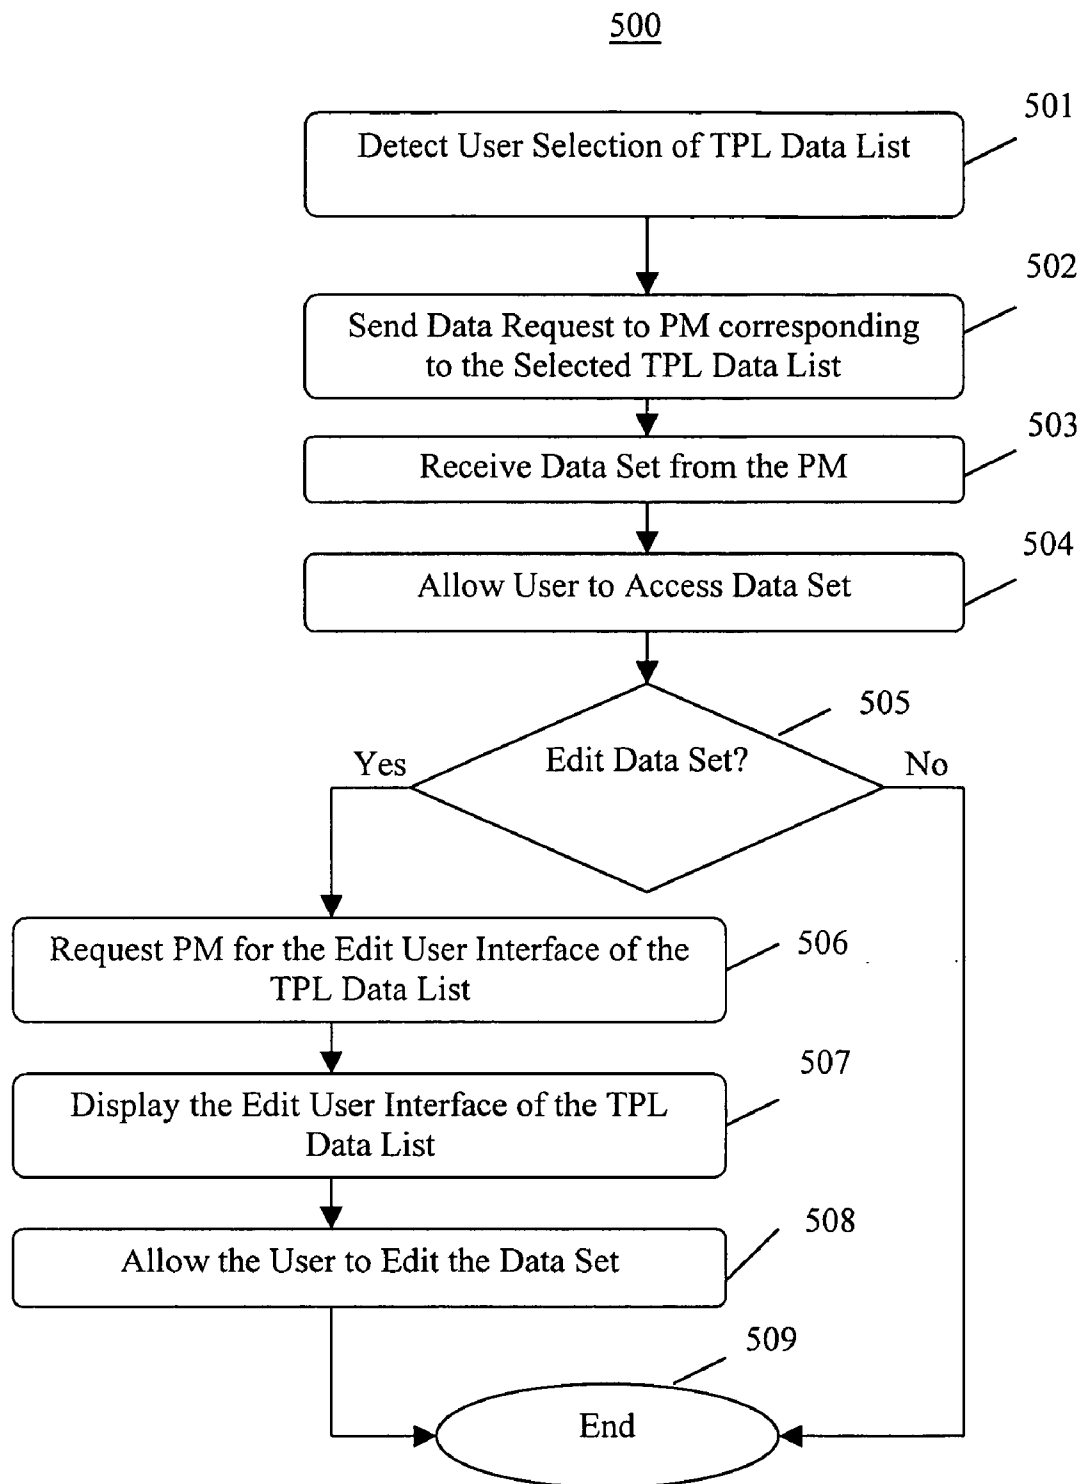 500
501
Detect User Selection of TPL Data List
502
Send Data Request to PM corresponding
to the Selected TPL Data List
503
Receive Data Set from the PM
504
Allow User to Access Data Set
505
Edit Data Set?
Yes
No
506
Request PM for the Edit User Interface of the
TPL Data List
507
Display the Edit User Interface of the TPL
Data List
508
Allow the User to Edit the Data Set
509
End